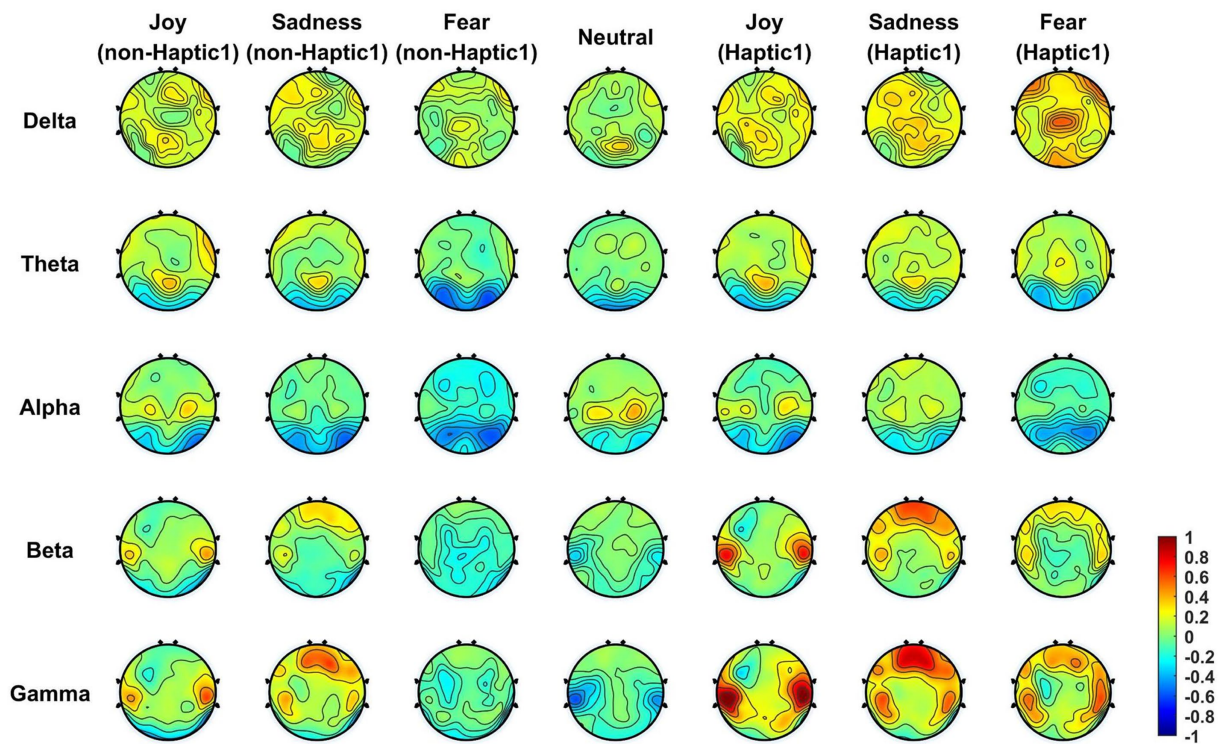 Joy
(non-Haptic1)
Sadness
(non-Haptic1)
Fear
(non-Haptic1)
Neutral
Joy
(Haptic1)
Sadness
(Haptic1)
Fear
(Haptic1)
Delta
Theta
Alpha
Beta
Gamma
1
0.8
0.6
0.4
0.2
0
-0.2
-0.4
-0.6
-0.8
-1